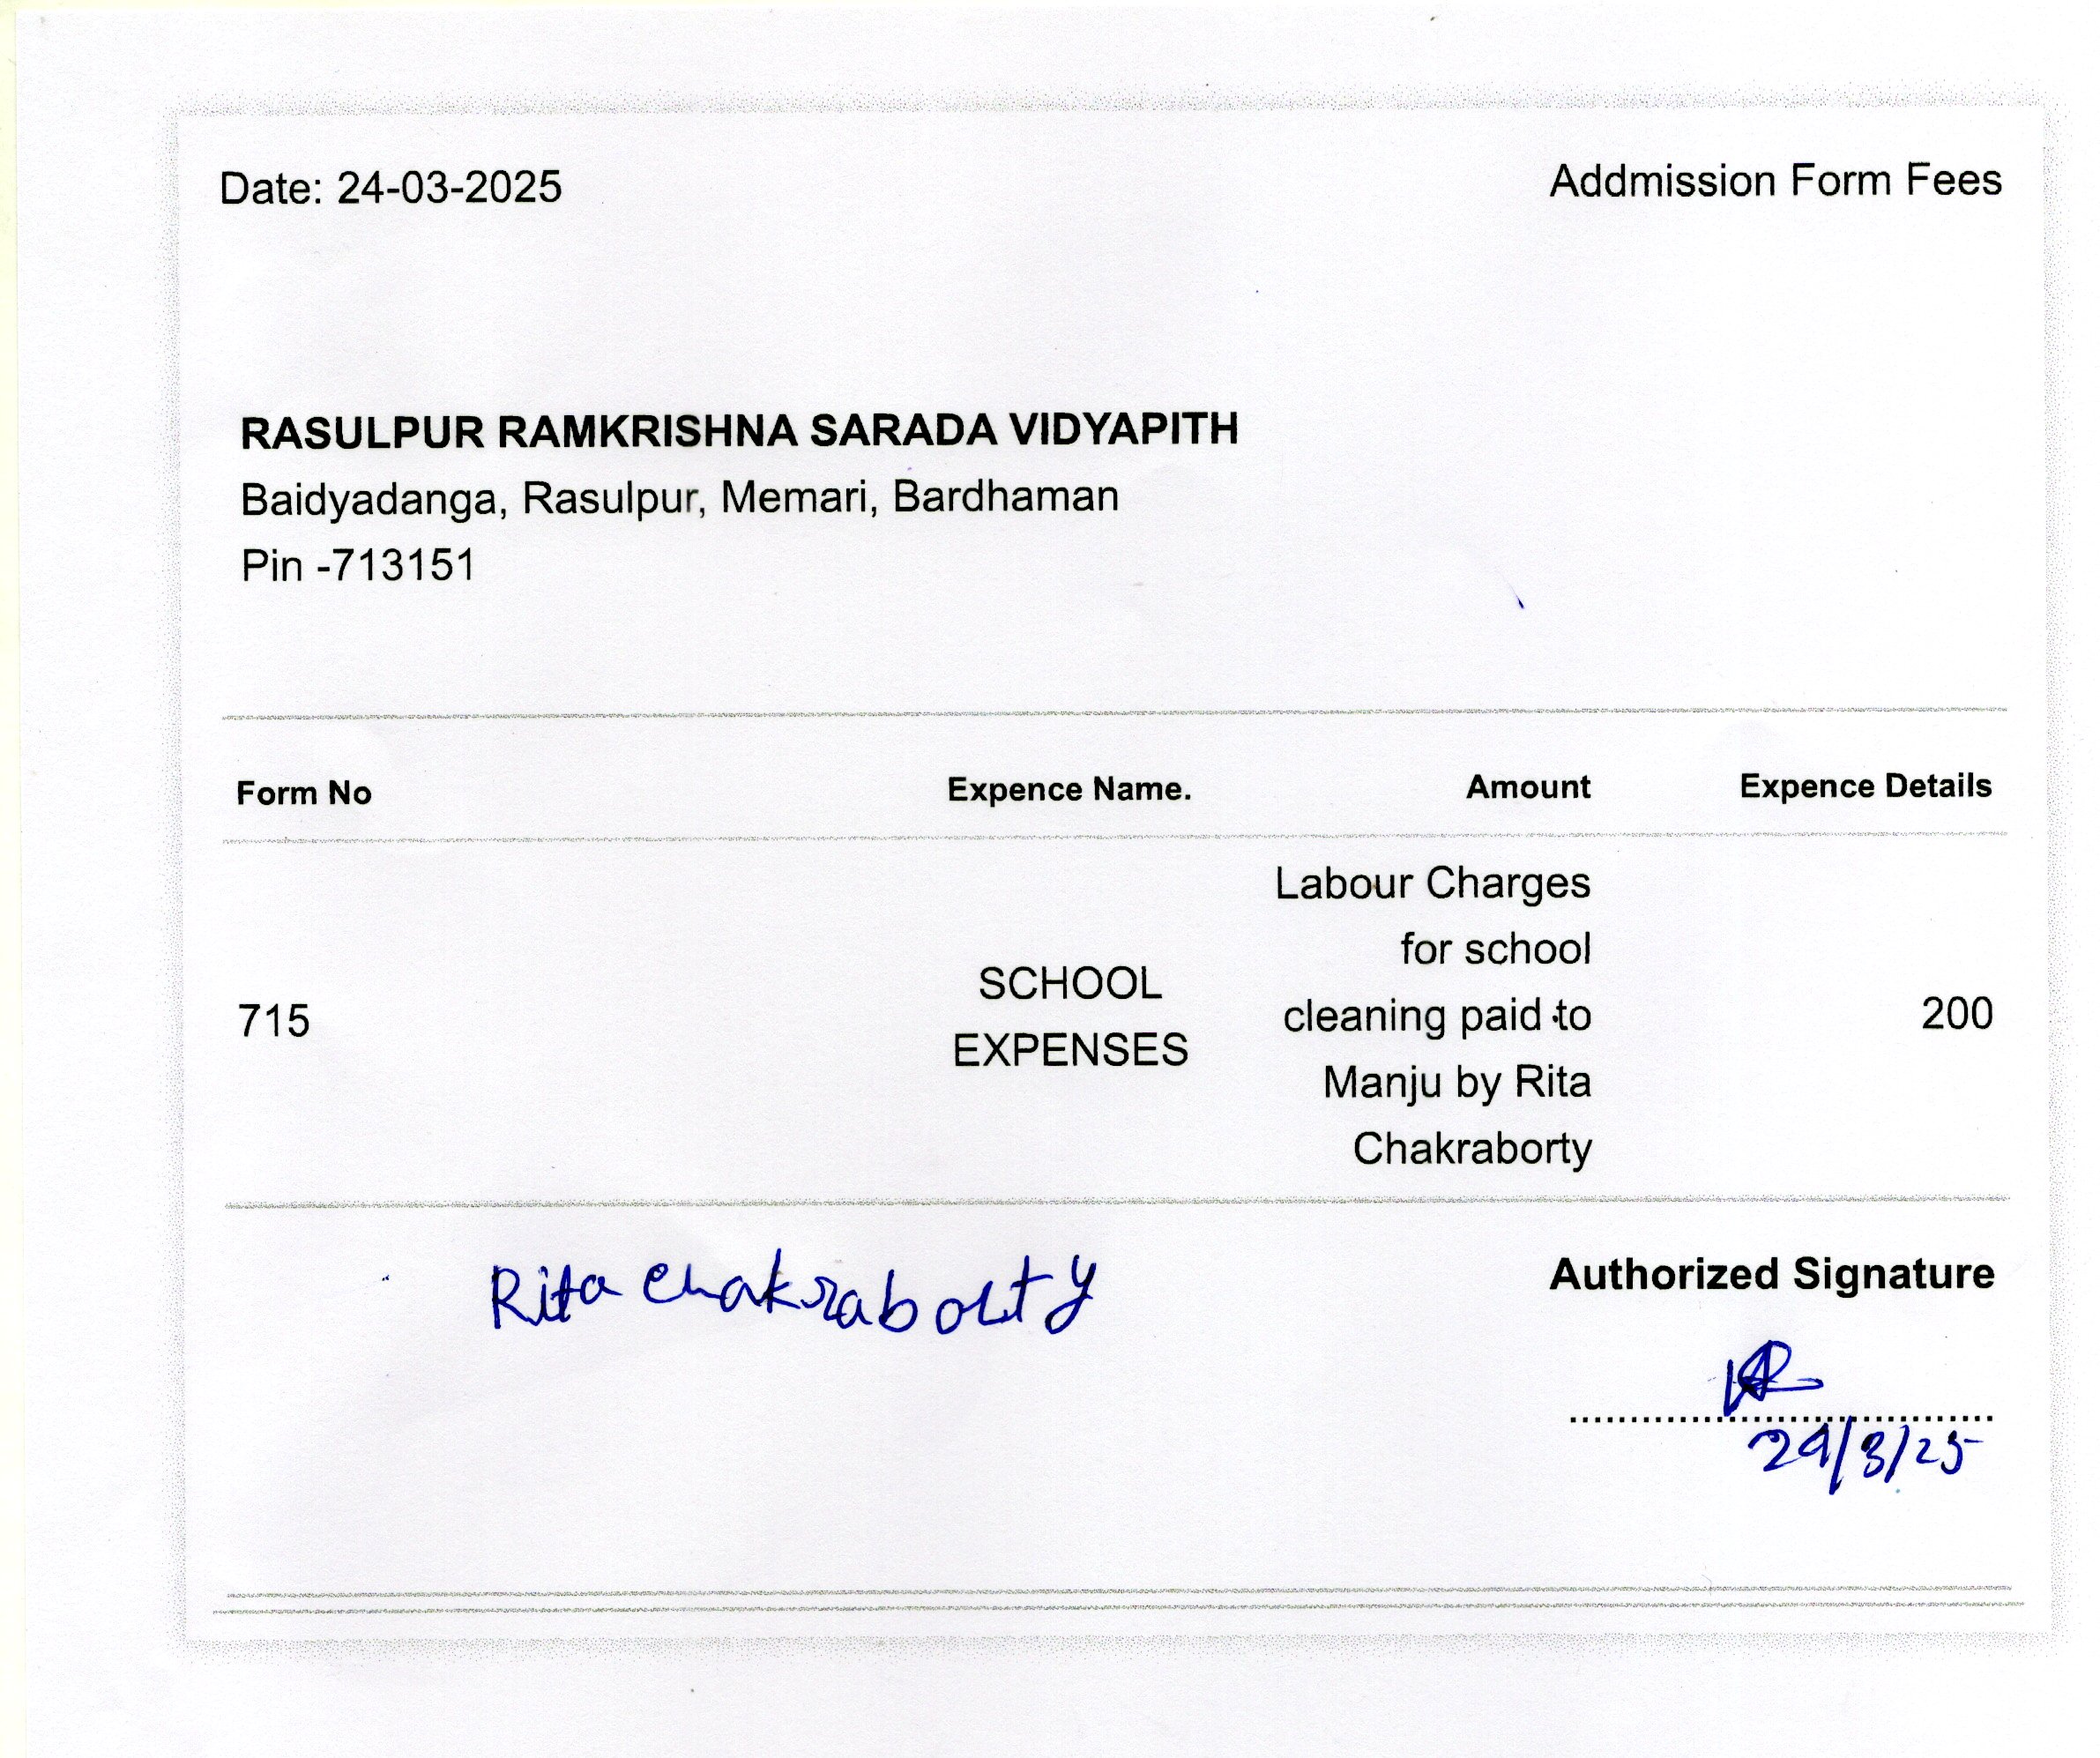 Date: 24-03-2025
Addmission Form Fees
RASULPUR RAMKRISHNA SARADA VIDYAPITH
Baidyadanga, Rasulpur, Memari, Bardhaman
Pin -713151
Form No Expence Name. Amount Expence Details
715 SCHOOL EXPENSES Labour Charges for school cleaning paid to Manju by Rita Chakraborty 200
Rita Chakraborty
Authorized Signature
24/3/25